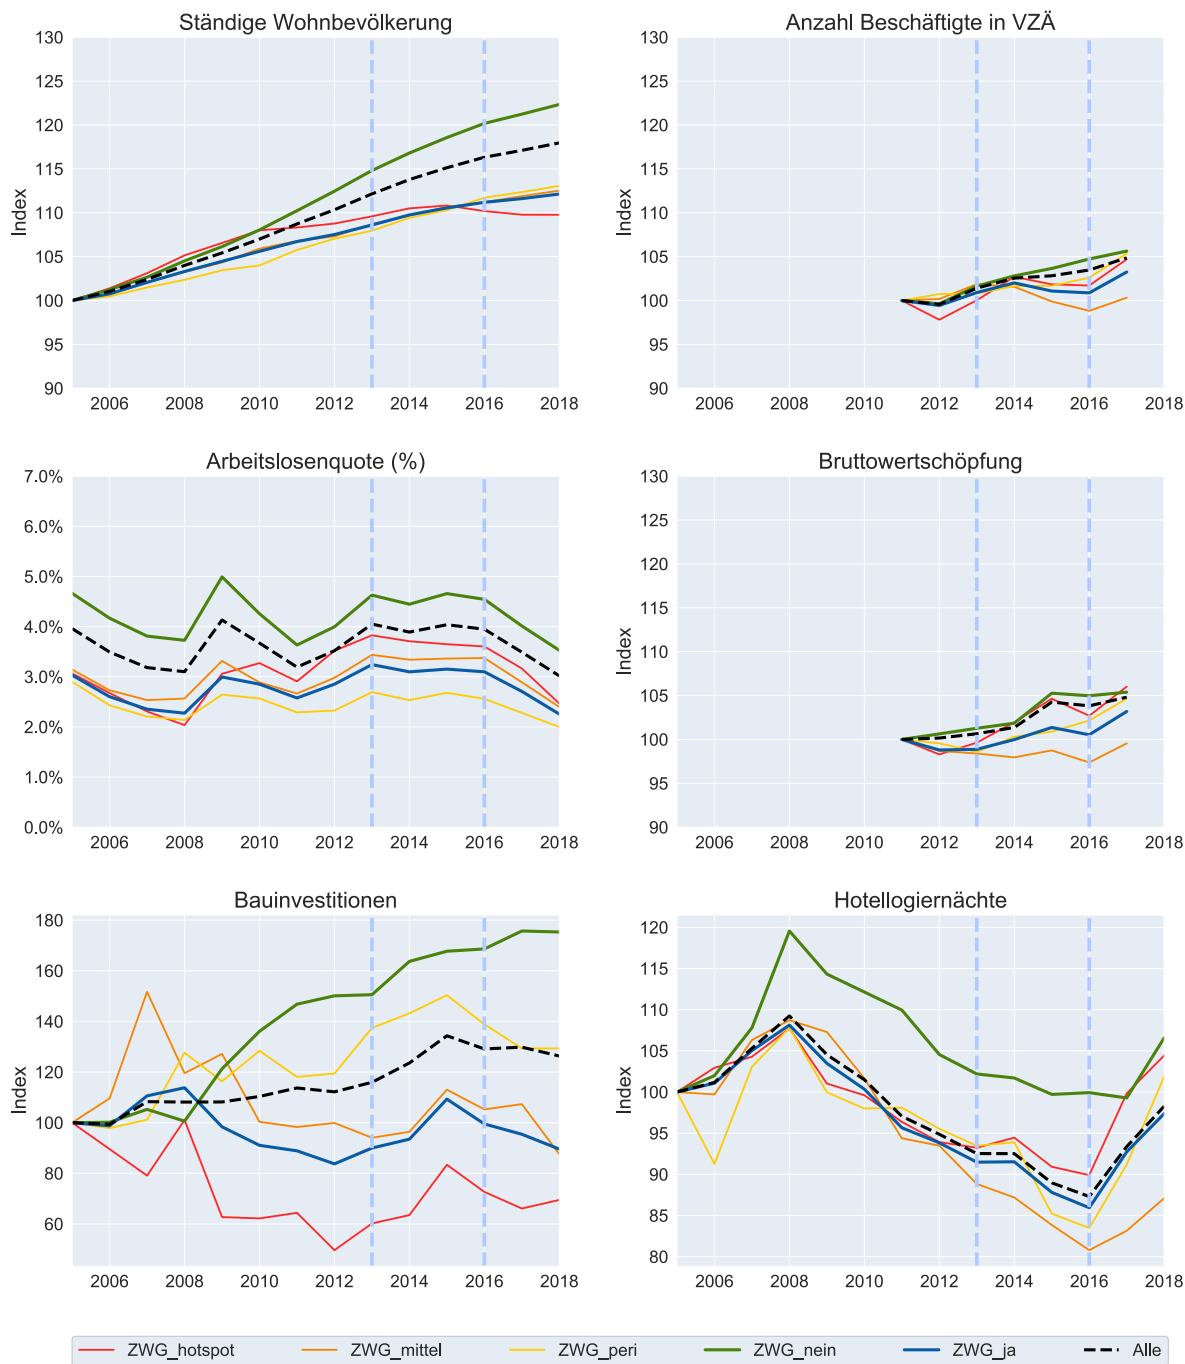 Ständige Wohnbevölkerung
130
125
120
115
110
105
100
95
90
Index
2006 2008 2010 2012 2014 2016 2018
Anzahl Beschäftigte in VZÄ
130
125
120
115
110
105
100
95
90
Index
2006 2008 2010 2012 2014 2016 2018
Arbeitslosenquote (%)
7.0%
6.0%
5.0%
4.0%
3.0%
2.0%
1.0%
0.0%
2006 2008 2010 2012 2014 2016 2018
Bruttowertschöpfung
130
125
120
115
110
105
100
95
90
Index
2006 2008 2010 2012 2014 2016 2018
Bauinvestitionen
180
160
140
120
100
80
60
Index
2006 2008 2010 2012 2014 2016 2018
Hotellogiernächte
120
115
110
105
100
95
90
85
80
Index
2006 2008 2010 2012 2014 2016 2018
ZWG_hotspot ZWG_mittel ZWG_peri ZWG_nein ZWG_ja Alle